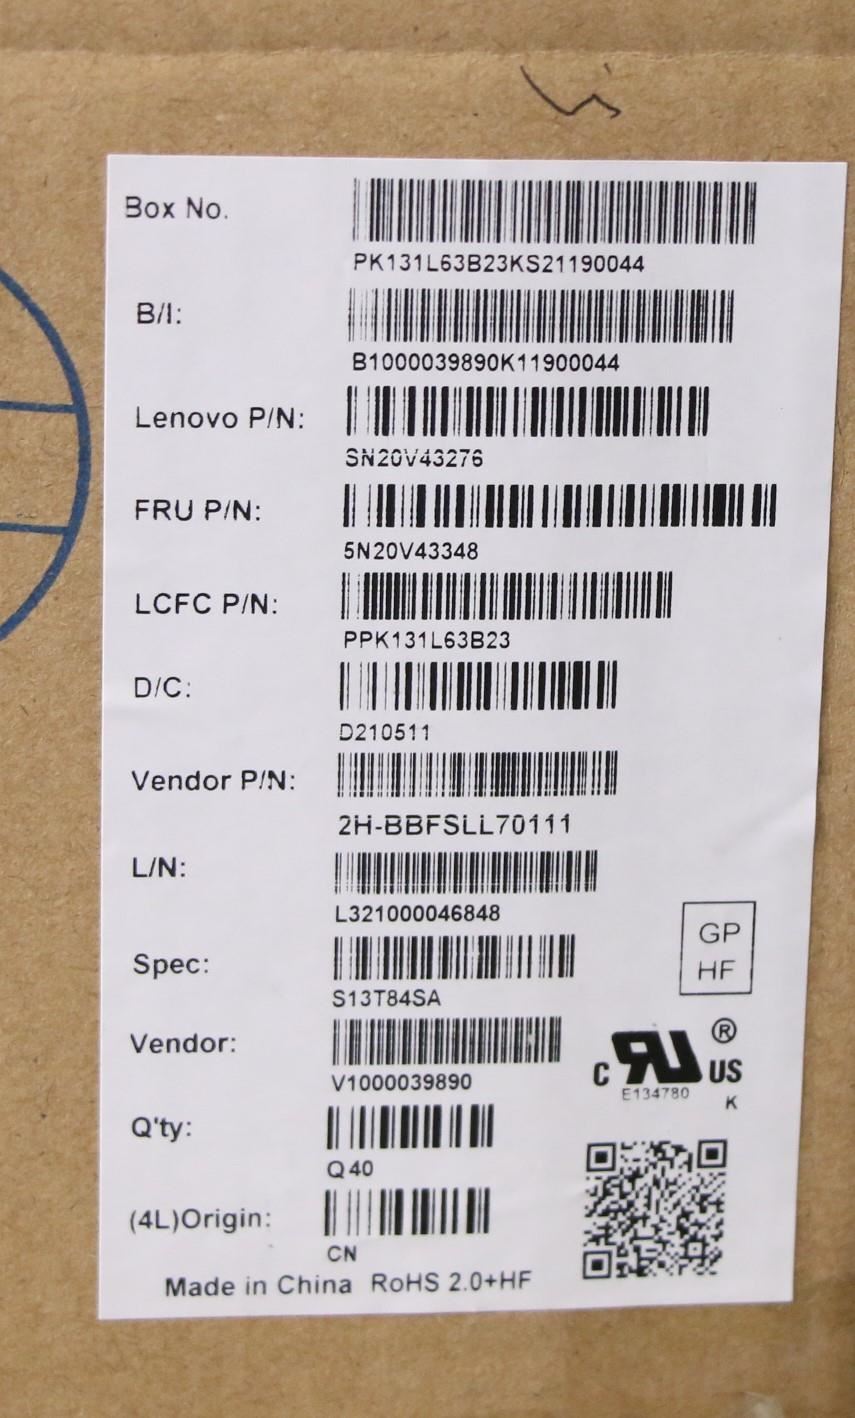 Box No.
PK131L63B23KS21190044
B/I:
B1000039890K11900044
Lenovo P/N:
SN20V43276
FRU P/N:
5N20V43348
LCFC P/N:
PPK131L63B23
D/C:
D210511
Vendor P/N:
2H-BBFSLL70111
L/N:
L321000046848
Spec:
S13T84SA
GP
HF
Vendor:
V1000039890
c RU US ®
E134780
K
Q'ty:
Q40
(4L)Origin:
CN
Made in China RoHS 2.0+HF